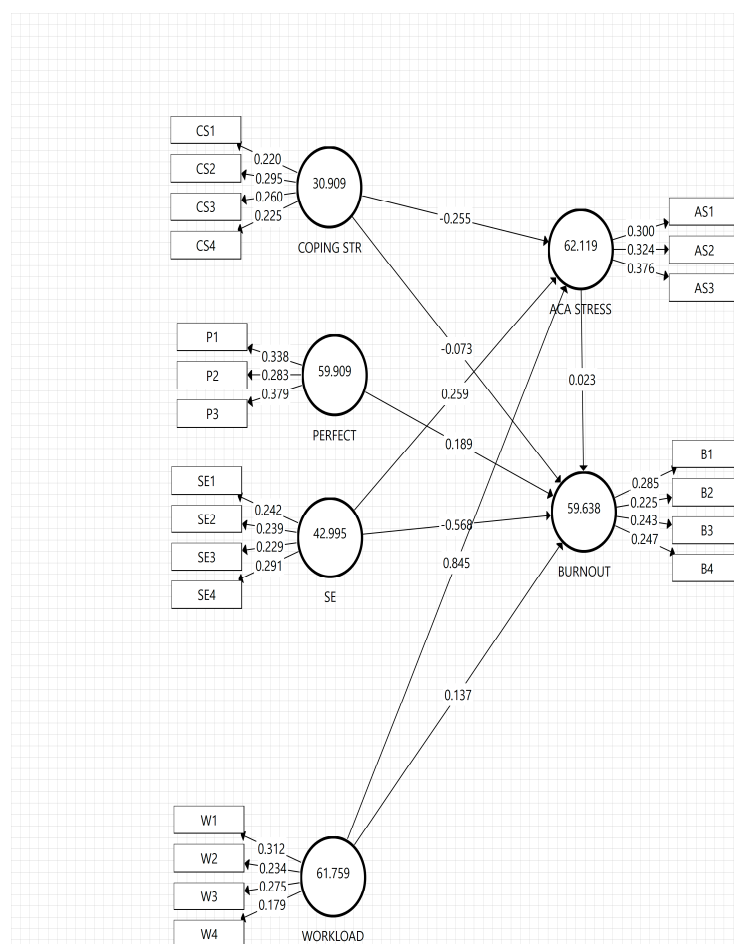 CS1
0.220
CS2
0.295
30.909
CS3
0.260
0.225
CS4
COPING STR
-0.255
AS1
0.300
62.119
0.324
AS2
0.376
AS3
ACA STRESS
P1
0.338
P2
0.283
59.909
0.379
P3
PERFECT
-0.073
0.023
0.259
0.189
SE1
0.242
SE2
0.239
42.995
SE3
0.229
0.291
SE4
SE
-0.568
0.845
B1
0.285
0.225
B2
59.638
0.243
B3
0.247
B4
BURNOUT
0.137
W1
0.312
W2
0.234
61.759
0.275
W3
0.179
W4
WORKLOAD